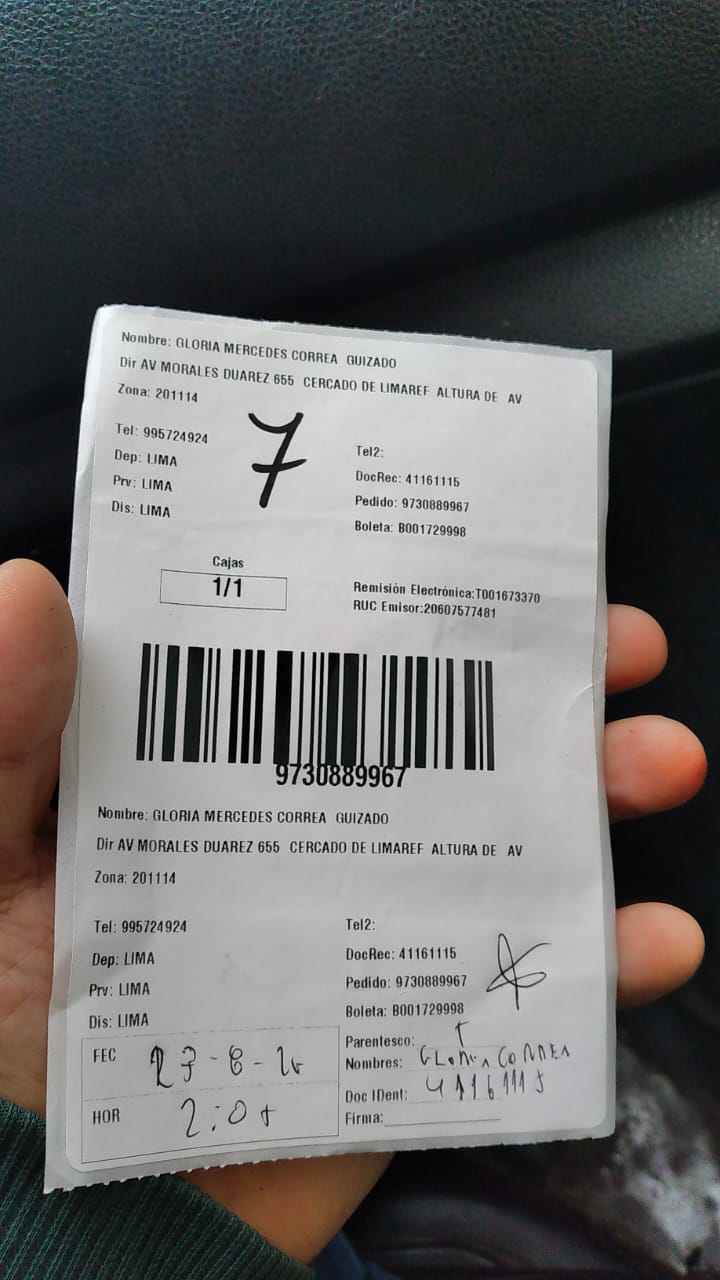 Nombre: GLORIA MERCEDES CORREA GUIZADO
Dir AV MORALES DUAREZ 655 CERCADO DE LIMAREF ALTURA DE AV
Zona: 201114
7
Tel: 995724924 Tel2:
Dep: LIMA DocRec: 41161115
Prv: LIMA Pedido: 9730889967
Dis: LIMA Boleta: B001729998
Cajas
1/1
Remisión Electrónica:T001673370
RUC Emisor:20607577481
9730889967
Nombre: GLORIA MERCEDES CORREA GUIZADO
Dir AV MORALES DUAREZ 655 CERCADO DE LIMAREF ALTURA DE AV
Zona: 201114
Tel: 995724924 Tel2:
Dep: LIMA DocRec: 41161115
Prv: LIMA Pedido: 9730889967
Dis: LIMA Boleta: B001729998
Parentesco:
FEC Nombres: GLORIA CORREA
Doc IDent: 41161115
HOR Firma: